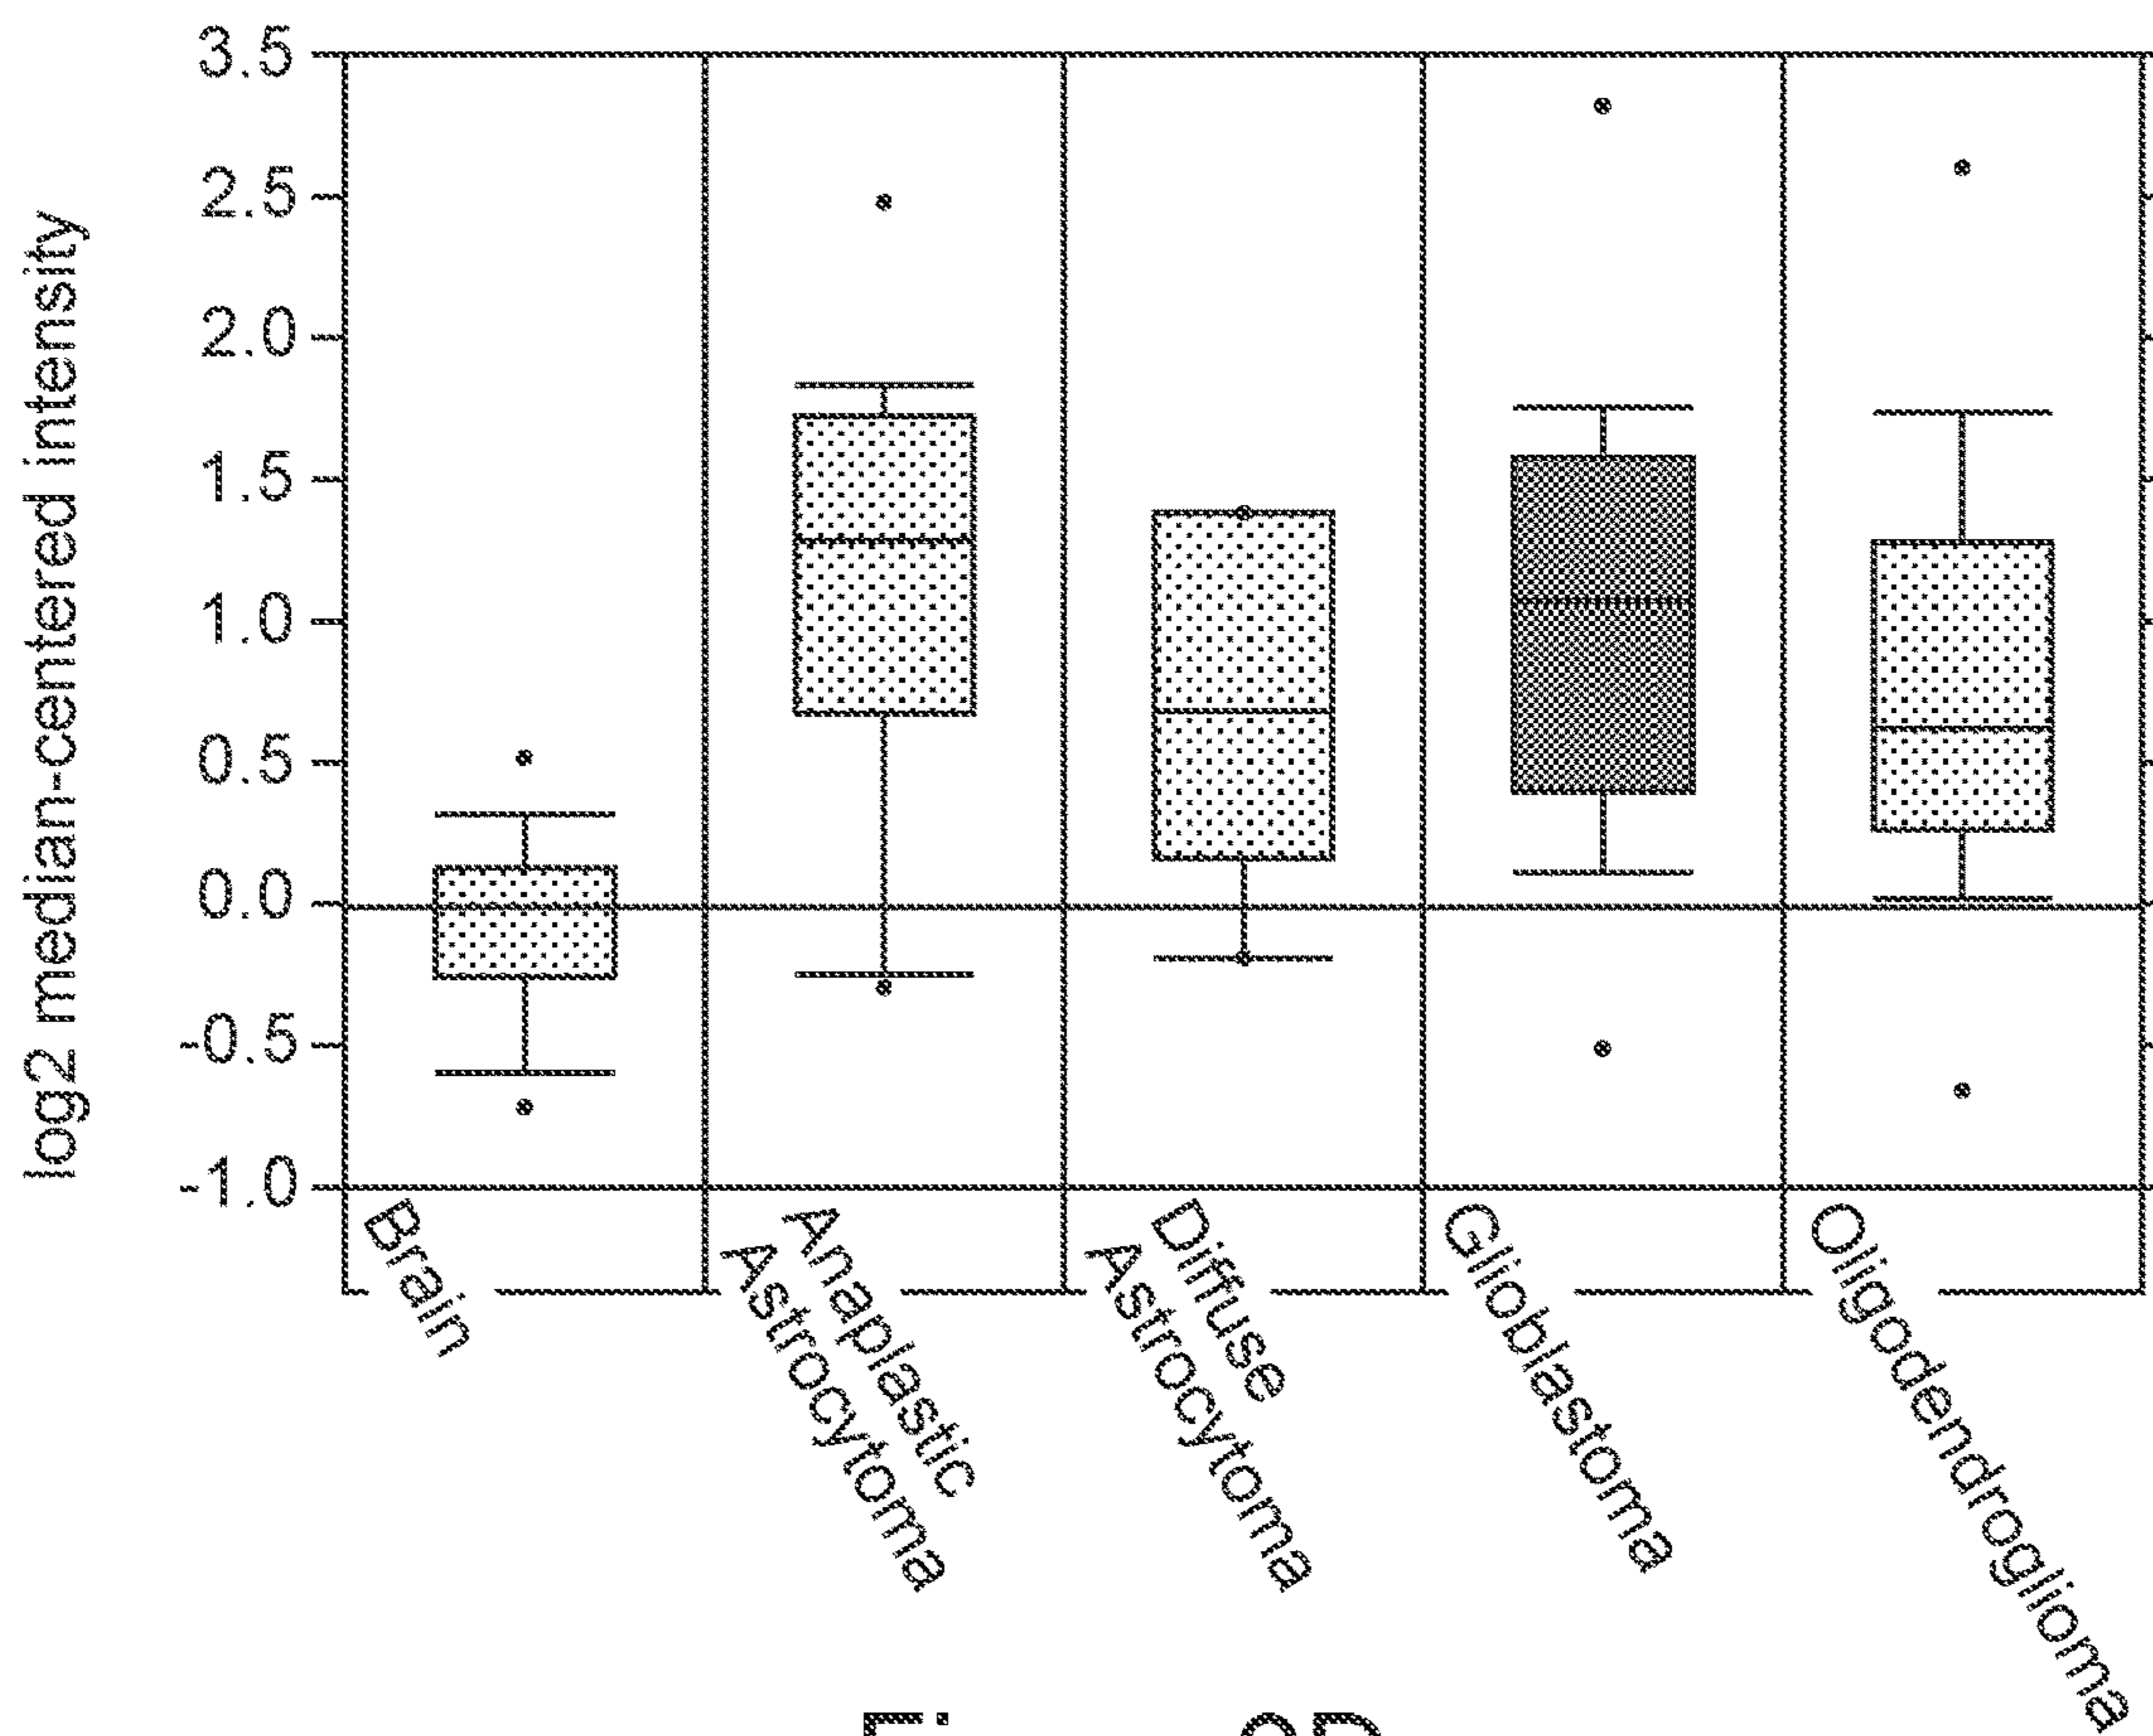 log2 median-centered intensity
3.5
2.5
2.0
1.5
1.0
0.5
0.0
-0.5
-1.0
Brain
Anaplastic
Astrocytoma
Diffuse
Astrocytoma
Glioblastoma
Oligodendroglioma